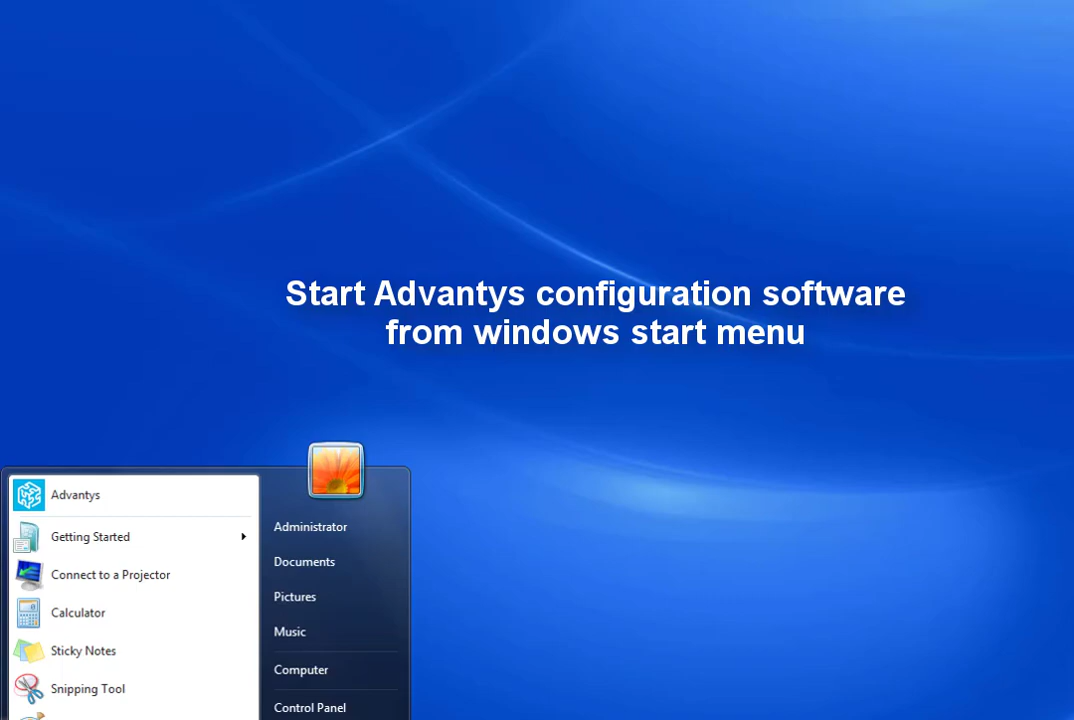 Start Advantys configuration software
from windows start menu
Advantys
Getting Started
Connect to a Projector
Calculator
Sticky Notes
Snipping Tool
Administrator
Documents
Pictures
Music
Computer
Control Panel